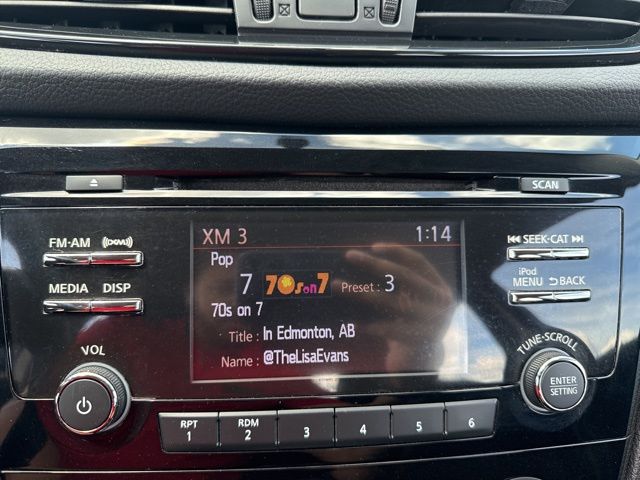 SCAN
FM·AM (((XM)))
XM 3 1:14
SEEK·CAT
Pop
7 70s on 7 Preset : 3
iPod
MENU BACK
MEDIA DISP
70s on 7
Title : In Edmonton, AB
Name : @TheLisaEvans
VOL
TUNE·SCROLL
ENTER
SETTING
RPT
1
RDM
2
3
4
5
6